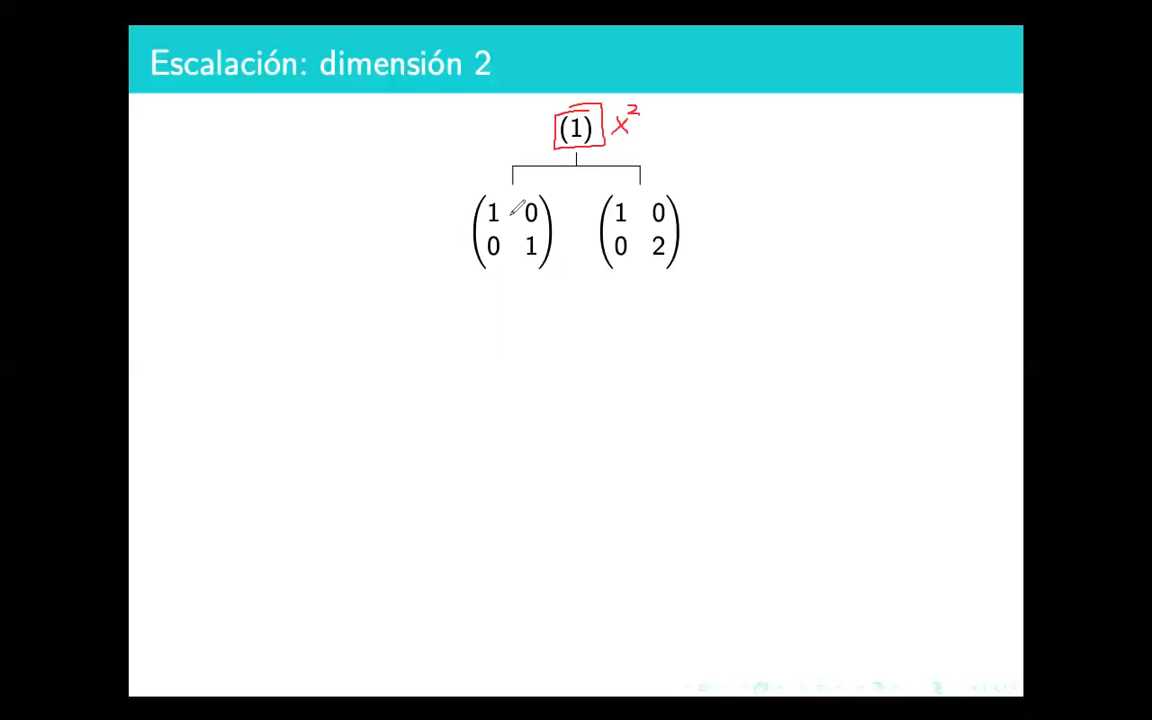 Escalación: dimensión 2
(1) x²
(1 0) (1 0)
(0 1) (0 2)